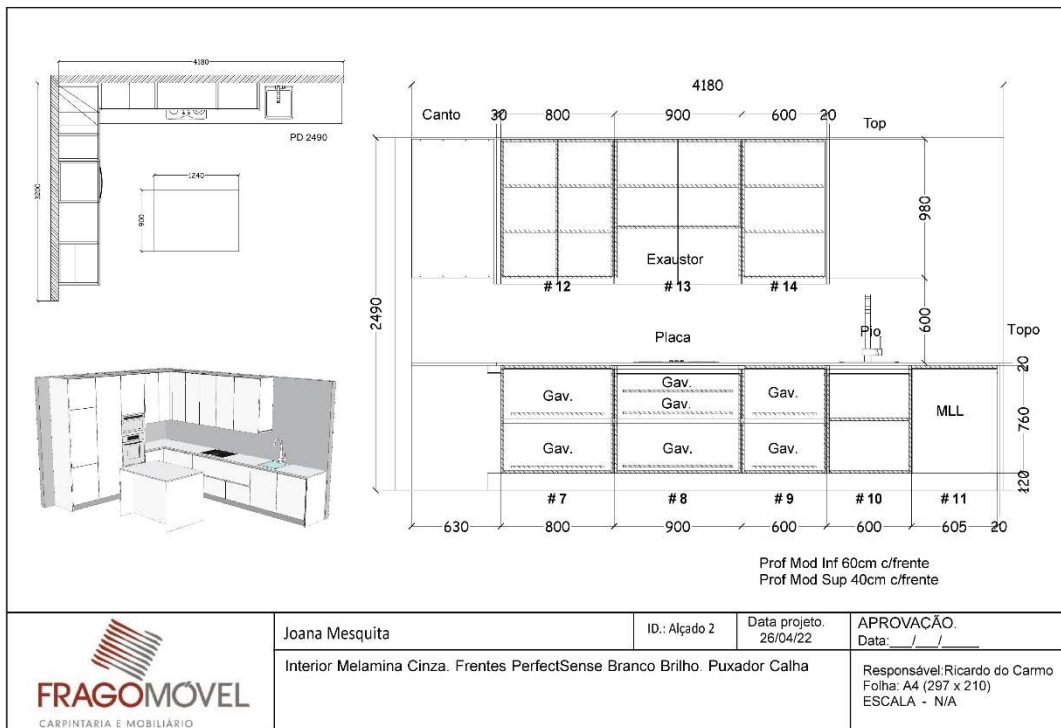 4180
PD 2490
3200
1240
900
4180
Canto 30 800 900 600 20 Top
980
Exaustor
# 12 # 13 # 14
2490
600
Placa Pio Topo
20
Gav. Gav. Gav.
Gav.
MLL
760
Gav. Gav. Gav.
120
# 7 # 8 # 9 # 10 # 11
630 800 900 600 600 605 20
Prof Mod Inf 60cm c/frente
Prof Mod Sup 40cm c/frente
FRAGOMÓVEL
CARPINTARIA E MOBILIÁRIO
Joana Mesquita
ID.: Alçado 2
Data projeto.
26/04/22
APROVAÇÃO.
Data:___/___/____
Interior Melamina Cinza. Frentes PerfectSense Branco Brilho. Puxador Calha
Responsável:Ricardo do Carmo
Folha: A4 (297 x 210)
ESCALA - N/A